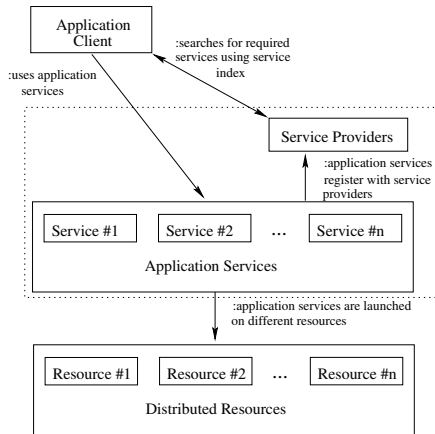 Application
Client
:searches for required
services using service
index
:uses application
services
Service Providers
:application services
register with service
providers
Service #1
Service #2
...
Service #n
Application Services
:application services are launched
on different resources
Resource #1
Resource #2
...
Resource #n
Distributed Resources